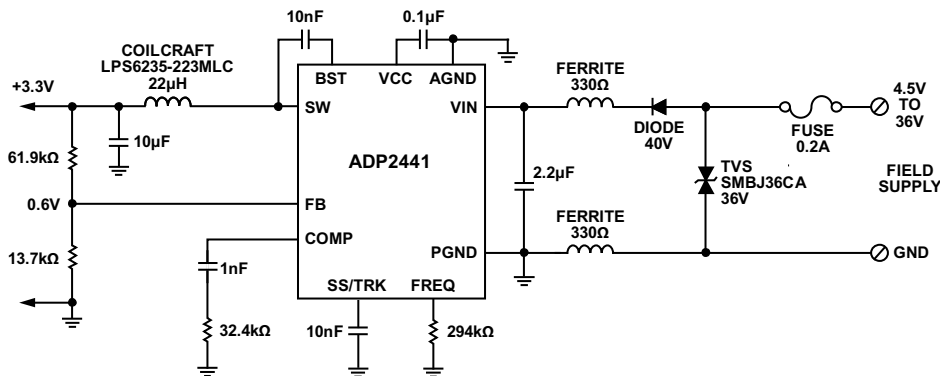 10nF
0.1µF
COILCRAFT
LPS6235-223MLC
22µH
+3.3V
BST
VCC
AGND
FERRITE
330Ω
4.5V
TO
36V
SW
VIN
10µF
DIODE
40V
FUSE
0.2A
61.9kΩ
ADP2441
TVS
SMBJ36CA
36V
FIELD
SUPPLY
2.2µF
0.6V
FB
FERRITE
330Ω
COMP
PGND
GND
13.7kΩ
1nF
SS/TRK
FREQ
32.4kΩ
10nF
294kΩ